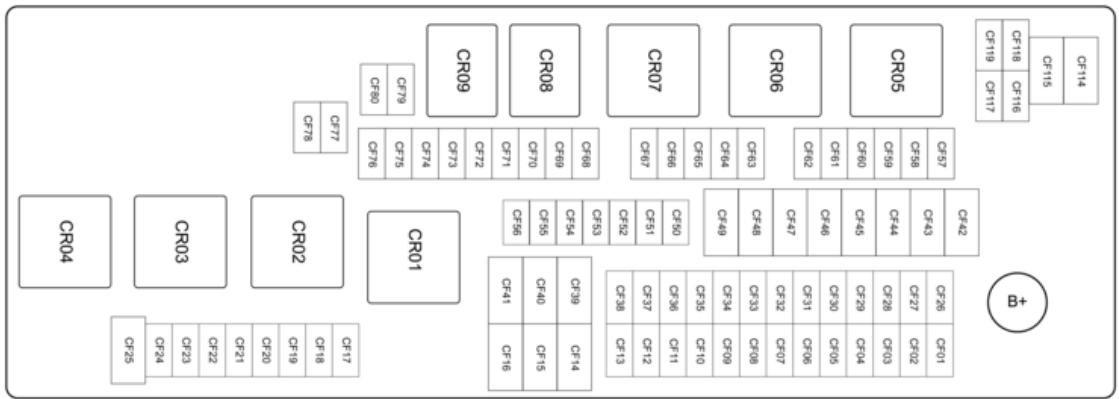 CR09 CR08 CR07 CR06 CR05
CF119 CF118
CF117 CF116
CF115 CF114
CF80 CF79
CF78 CF77
CF76 CF75 CF74 CF73 CF72 CF71 CF70 CF69 CF68
CF67 CF66 CF65 CF64 CF63
CF62 CF61 CF60 CF59 CF58 CF57
CR04 CR03 CR02 CR01
CF56 CF55 CF54 CF53 CF52 CF51 CF50
CF49 CF48 CF47 CF46 CF45 CF44 CF43 CF42
CF41 CF40 CF39
CF38 CF37 CF36 CF35 CF34 CF33 CF32 CF31 CF30 CF29 CF28 CF27 CF26
B+
CF25 CF24 CF23 CF22 CF21 CF20 CF19 CF18 CF17
CF16 CF15 CF14
CF13 CF12 CF11 CF10 CF09 CF08 CF07 CF06 CF05 CF04 CF03 CF02 CF01